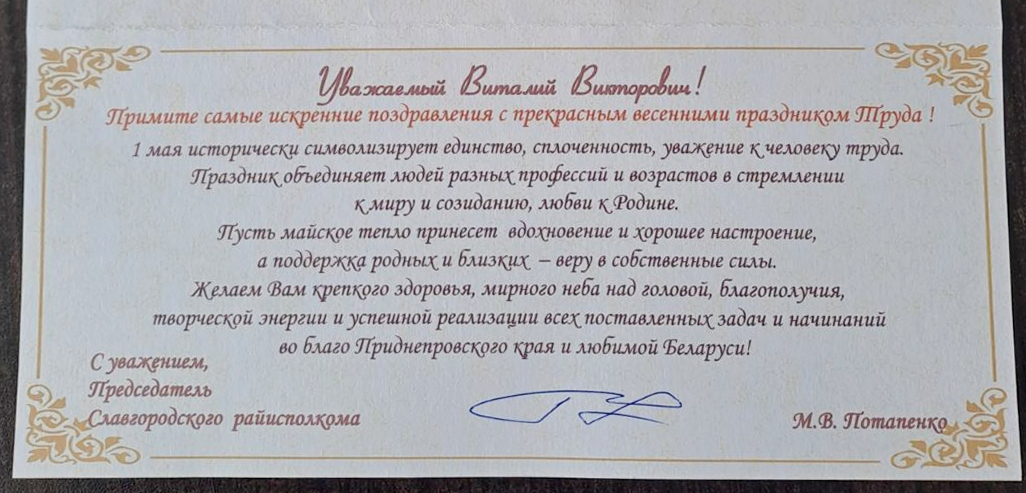 Уважаемый Виталий Викторович!
Примите самые искренние поздравления с прекрасным весенними праздником Труда !
1 мая исторически символизирует единство, сплоченность, уважение к человеку труда.
Праздник объединяет людей разных профессий и возрастов в стремлении
к миру и созиданию, любви к Родине.
Пусть майское тепло принесет вдохновение и хорошее настроение,
а поддержка родных и близких – веру в собственные силы.
Желаем Вам крепкого здоровья, мирного неба над головой, благополучия,
творческой энергии и успешной реализации всех поставленных задач и начинаний
во благо Приднепровского края и любимой Беларуси!
С уважением,
Председатель
Славгородского райисполкома
М.В. Потапенко